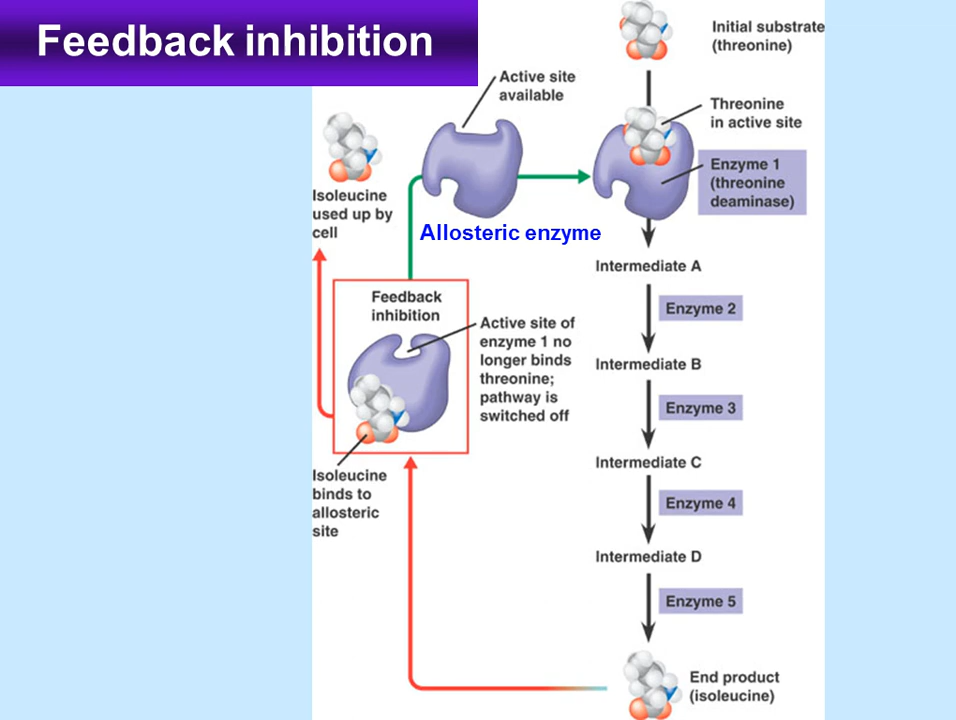 Feedback inhibition
Initial substrate
(threonine)
Active site
available
Threonine
in active site
Enzyme 1
(threonine
deaminase)
Isoleucine
used up by
cell
Allosteric enzyme
Intermediate A
Feedback
inhibition
Enzyme 2
Active site of
enzyme 1 no
longer binds
threonine;
pathway is
switched off
Intermediate B
Enzyme 3
Intermediate C
Isoleucine
binds to
allosteric
site
Enzyme 4
Intermediate D
Enzyme 5
End product
(isoleucine)